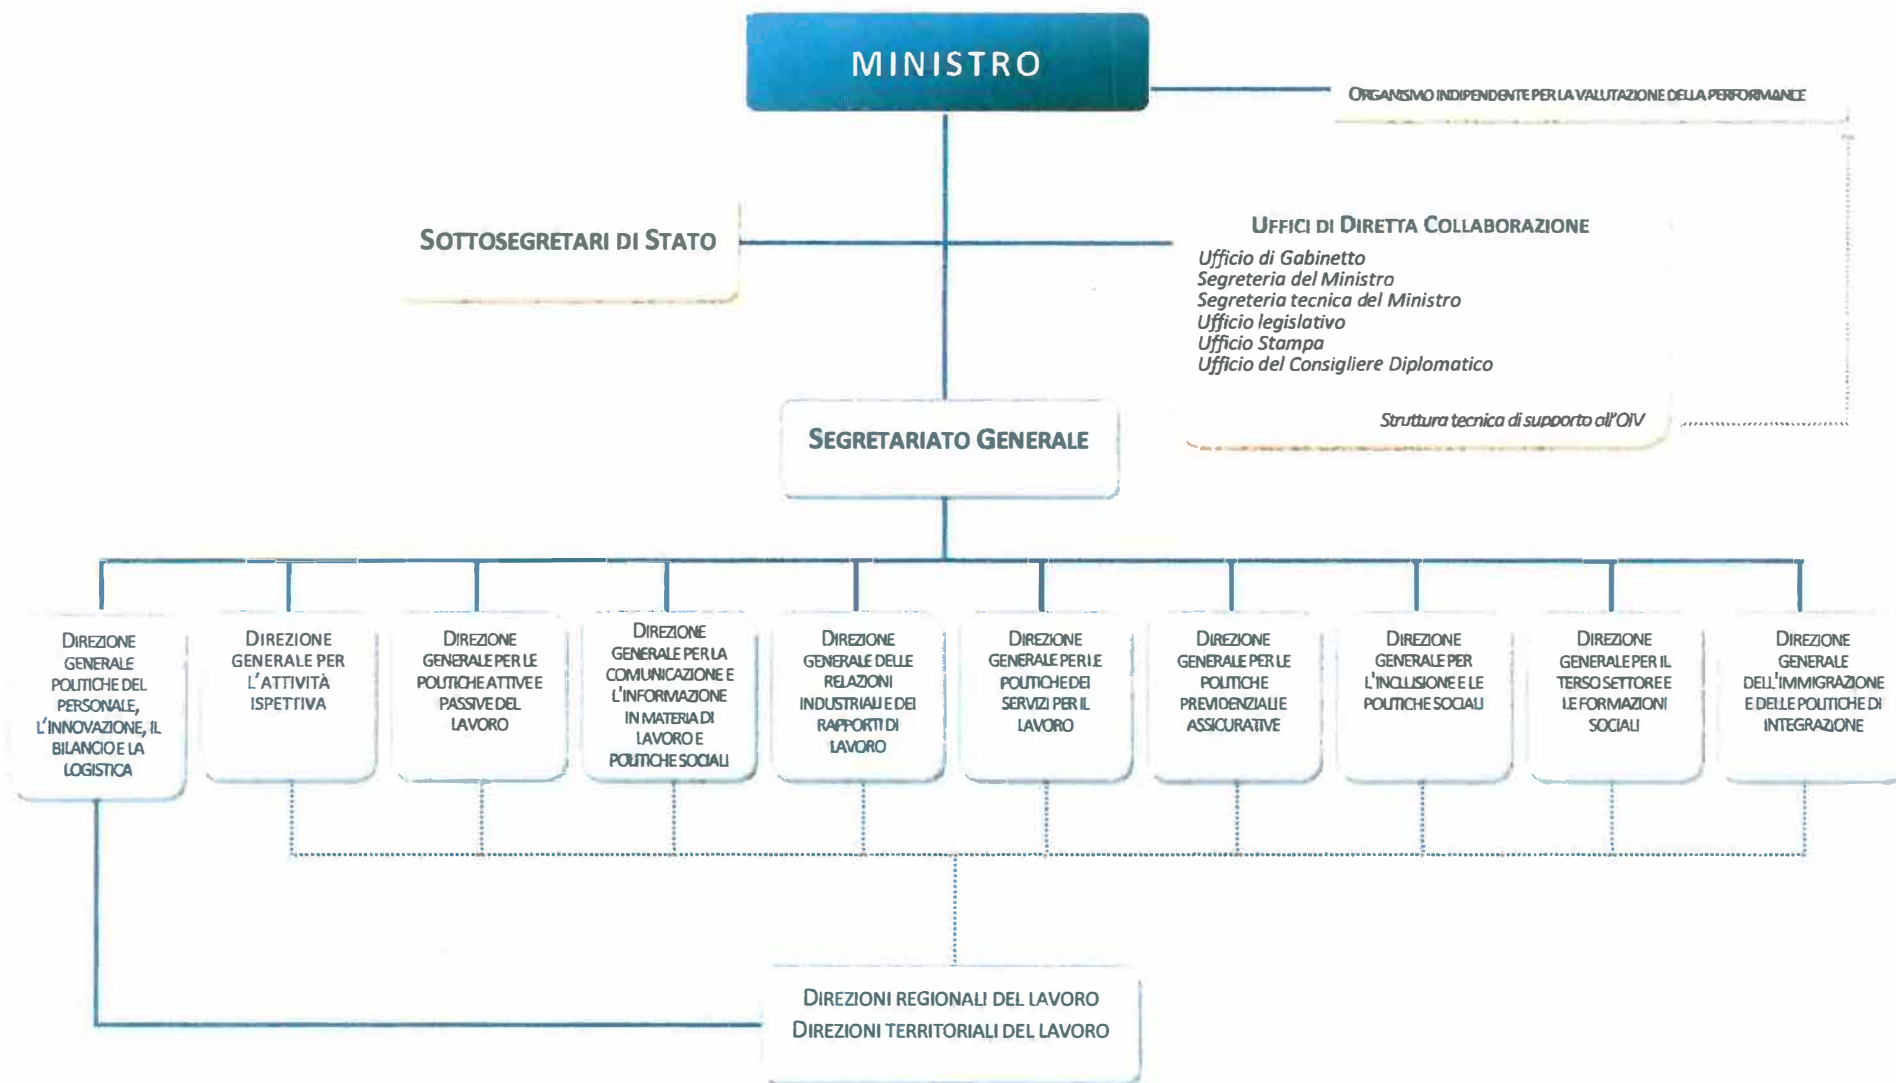 MINISTRO
ORGANISMO INDIPENDENTE PER LA VALUTAZIONE DELLA PERFORMANCE
SOTTOSEGRETARI DI STATO
UFFICI DI DIRETTA COLLABORAZIONE
Ufficio di Gabinetto
Segreteria del Ministro
Segreteria tecnica del Ministro
Ufficio legislativo
Ufficio Stampa
Ufficio del Consigliere Diplomatico
Struttura tecnica di supporto all'OIV
SEGRETARIATO GENERALE
DIREZIONE
GENERALE
POLITICHE DEL
PERSONALE,
L'INNOVAZIONE, IL
BILANCIO E LA
LOGISTICA
DIREZIONE
GENERALE PER
L'ATTIVITÀ
ISPETTIVA
DIREZIONE
GENERALE PER LE
POLITICHE ATTIVE E
PASSIVE DEL
LAVORO
DIREZIONE
GENERALE PER LA
COMUNICAZIONE E
L'INFORMAZIONE
IN MATERIA DI
LAVORO E
POLITICHE SOCIALI
DIREZIONE
GENERALE DELLE
RELAZIONI
INDUSTRIALI E DEI
RAPPORTI DI
LAVORO
DIREZIONE
GENERALE PER LE
POLITICHE DEI
SERVIZI PER IL
LAVORO
DIREZIONE
GENERALE PER LE
POLITICHE
PREVIDENZIALI E
ASSICURATIVE
DIREZIONE
GENERALE PER
L'INCLUSIONE E LE
POLITICHE SOCIALI
DIREZIONE
GENERALE PER IL
TERSO SETTORE E
LE FORMAZIONI
SOCIALI
DIREZIONE
GENERALE
DELL'IMMIGRAZIONE
E DELLE POLITICHE DI
INTEGRAZIONE
DIREZIONI REGIONALI DEL LAVORO
DIREZIONI TERRITORIALI DEL LAVORO